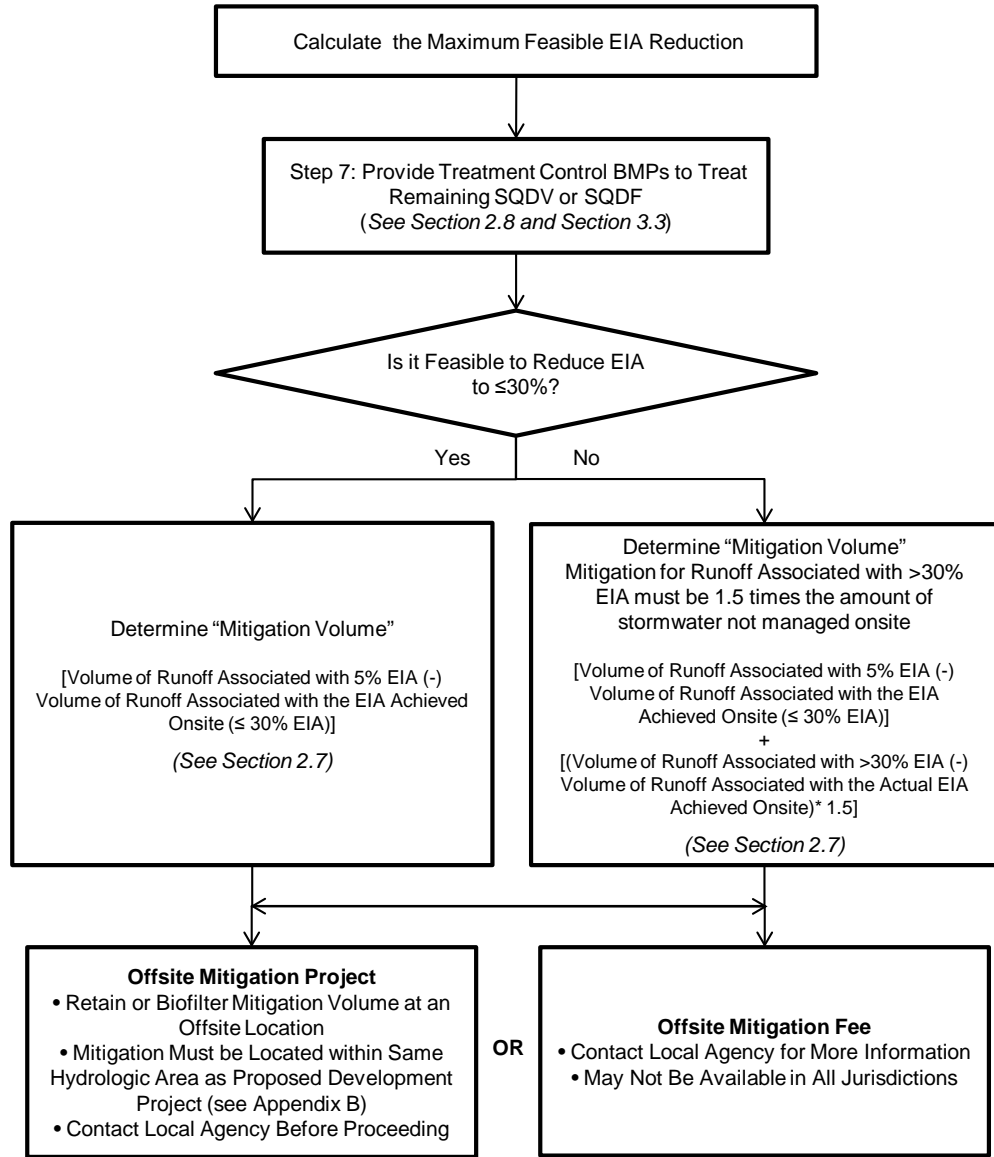 Calculate the Maximum Feasible EIA Reduction
Step 7: Provide Treatment Control BMPs to Treat
Remaining SQDV or SQDF
(See Section 2.8 and Section 3.3)
Is it Feasible to Reduce EIA
to ≤30%?
Yes
No
Determine “Mitigation Volume”
[Volume of Runoff Associated with 5% EIA (-)
Volume of Runoff Associated with the EIA Achieved
Onsite (≤ 30% EIA)]
(See Section 2.7)
Determine “Mitigation Volume”
Mitigation for Runoff Associated with >30%
EIA must be 1.5 times the amount of
stormwater not managed onsite
[Volume of Runoff Associated with 5% EIA (-)
Volume of Runoff Associated with the EIA
Achieved Onsite (≤ 30% EIA)]
+
[(Volume of Runoff Associated with >30% EIA (-)
Volume of Runoff Associated with the Actual EIA
Achieved Onsite)* 1.5]
(See Section 2.7)
Offsite Mitigation Project
• Retain or Biofilter Mitigation Volume at an
Offsite Location
• Mitigation Must be Located within Same
Hydrologic Area as Proposed Development
Project (see Appendix B)
• Contact Local Agency Before Proceeding
OR
Offsite Mitigation Fee
• Contact Local Agency for More Information
• May Not Be Available in All Jurisdictions